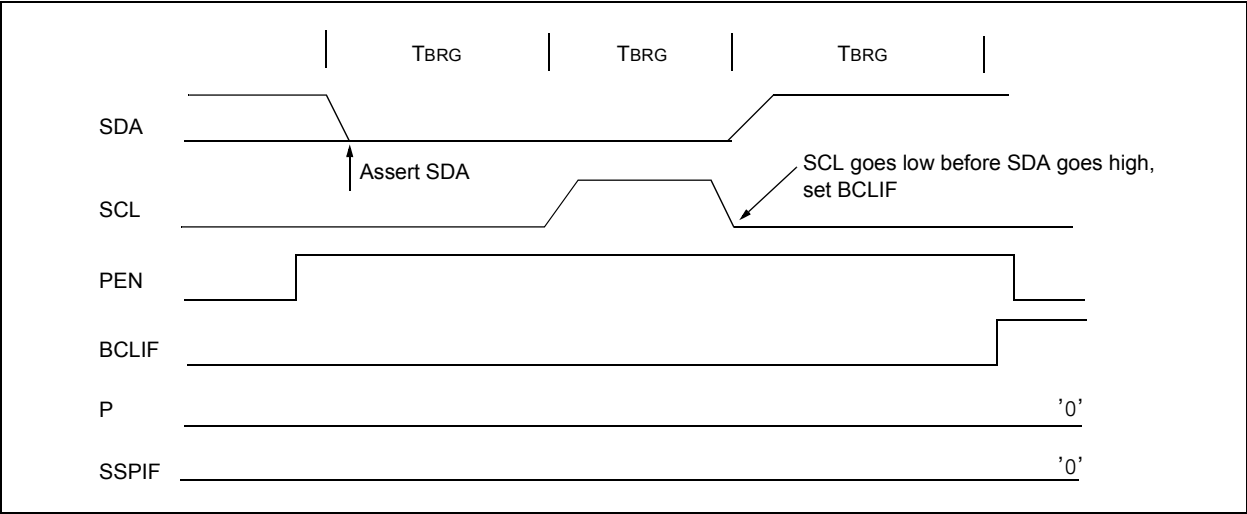 TBRG TBRG TBRG
SDA
Assert SDA
SCL goes low before SDA goes high,
set BCLIF
SCL
PEN
BCLIF
P '0'
SSPIF '0'